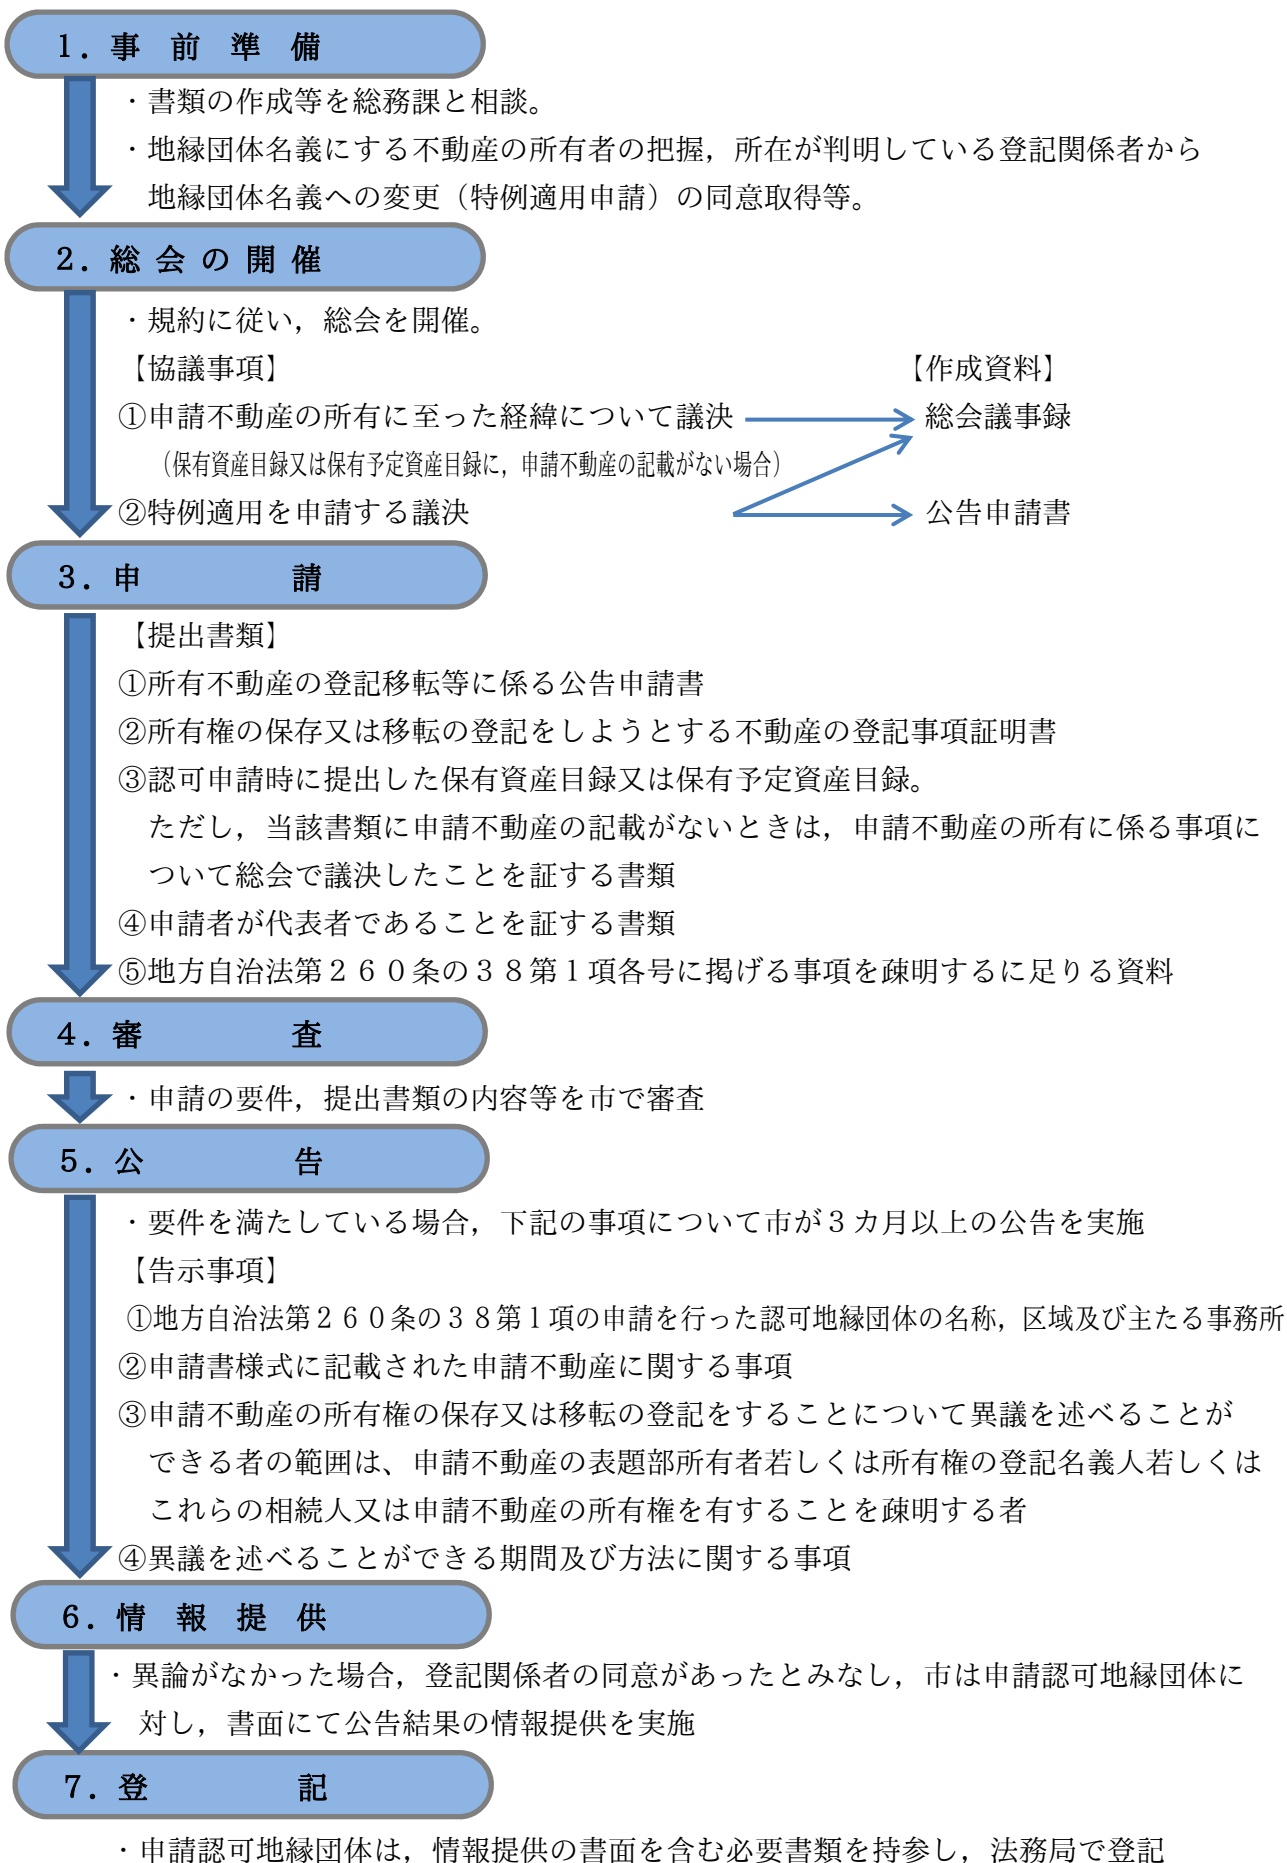 １．事　前　準　備
・書類の作成等を総務課と相談。
・地縁団体名義にする不動産の所有者の把握，所在が判明している登記関係者から
地縁団体名義への変更（特例適用申請）の同意取得等。
２．総 会 の 開 催
・規約に従い，総会を開催。
【協議事項】　【作成資料】
①申請不動産の所有に至った経緯について議決　総会議事録
（保有資産目録又は保有予定資産目録に，申請不動産の記載がない場合）
②特例適用を申請する議決　公告申請書
３．申　　　　　請
【提出書類】
①所有不動産の登記移転等に係る公告申請書
②所有権の保存又は移転の登記をしようとする不動産の登記事項証明書
③認可申請時に提出した保有資産目録又は保有予定資産目録。
ただし，当該書類に申請不動産の記載がないときは，申請不動産の所有に係る事項に
ついて総会で議決したことを証する書類
④申請者が代表者であることを証する書類
⑤地方自治法第２６０条の３８第１項各号に掲げる事項を疎明するに足りる資料
４．審　　　　　査
・申請の要件，提出書類の内容等を市で審査
５．公　　　　　告
・要件を満たしている場合，下記の事項について市が３カ月以上の公告を実施
【告示事項】
①地方自治法第２６０条の３８第１項の申請を行った認可地縁団体の名称，区域及び主たる事務所
②申請書様式に記載された申請不動産に関する事項
③申請不動産の所有権の保存又は移転の登記をすることについて異議を述べることが
できる者の範囲は、申請不動産の表題部所有者若しくは所有権の登記名義人若しくは
これらの相続人又は申請不動産の所有権を有することを疎明する者
④異議を述べることができる期間及び方法に関する事項
６．情　報　提　供
・異論がなかった場合，登記関係者の同意があったとみなし，市は申請認可地縁団体に
対し，書面にて公告結果の情報提供を実施
７．登　　　　　記
・申請認可地縁団体は，情報提供の書面を含む必要書類を持参し，法務局で登記